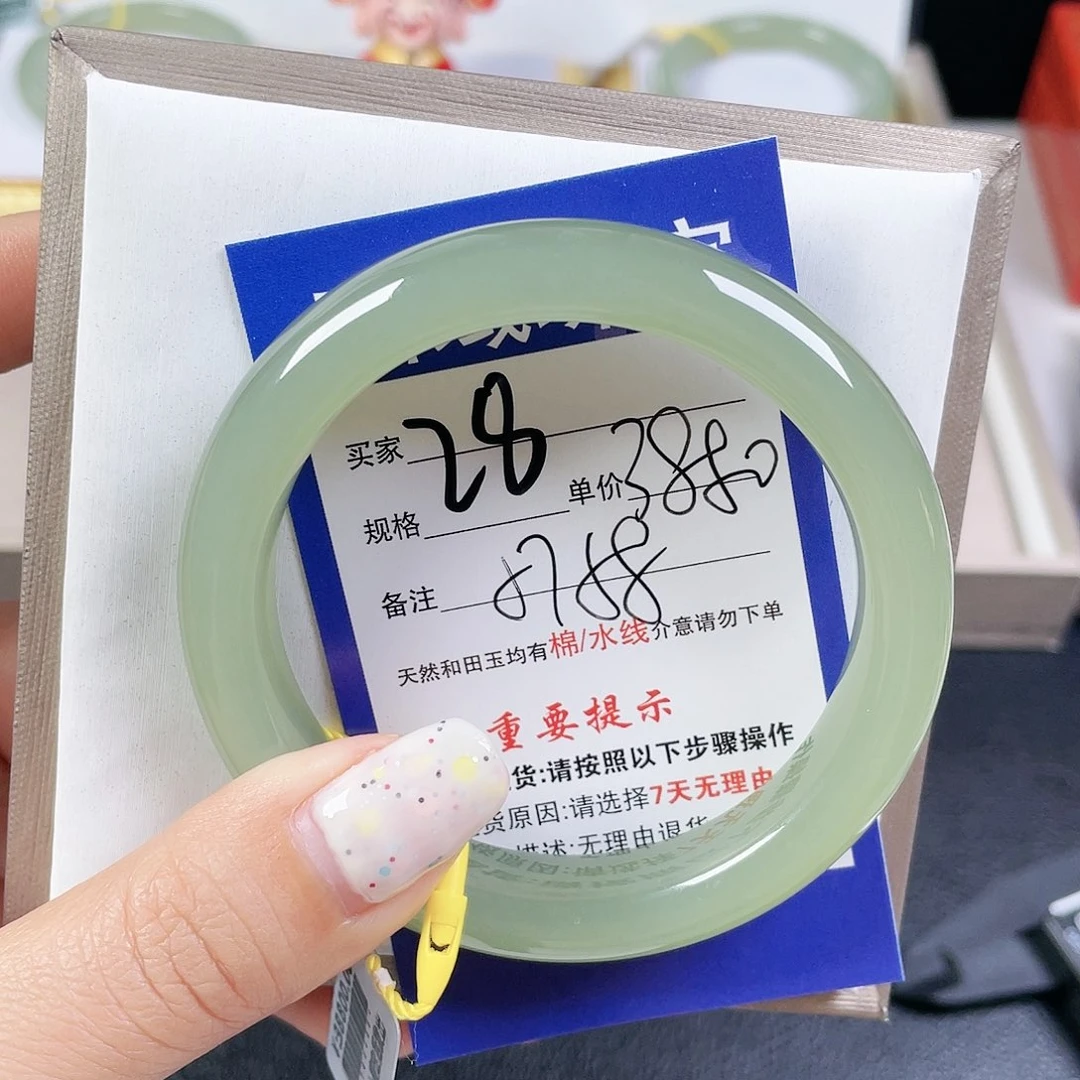 买家 28
单价 3880
规格
备注
天然和田玉均有棉/水线介意请勿下单
重要提示
货:请按照以下步骤操作
货原因:请选择7天无理由
描述:无理由退货